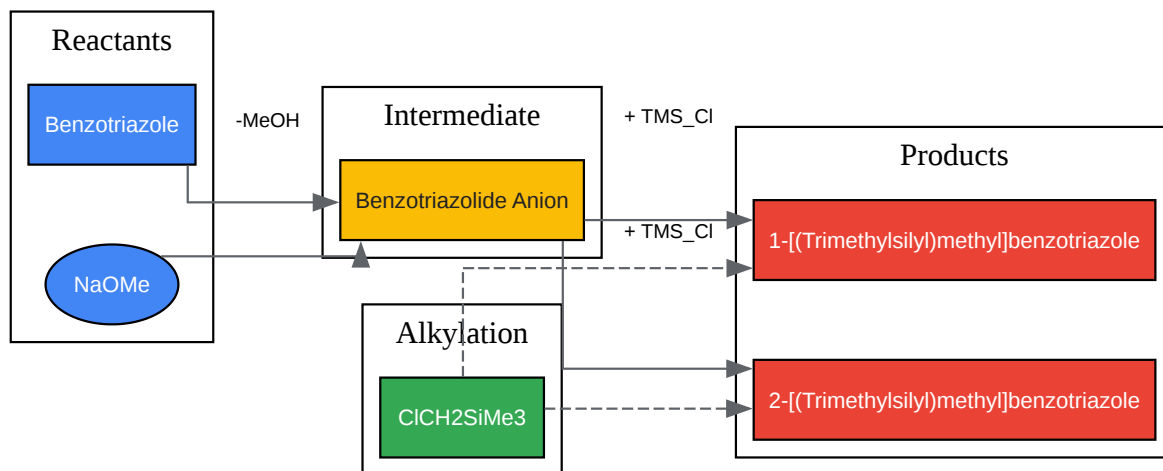 Reactants
Benzotriazole
NaOMe
-MeOH
Intermediate
Benzotriazolide Anion
Alkylation
ClCH2SiMe3
+ TMS_Cl
+ TMS_Cl
Products
1-[(Trimethylsilyl)methyl]benzotriazole
2-[(Trimethylsilyl)methyl]benzotriazole